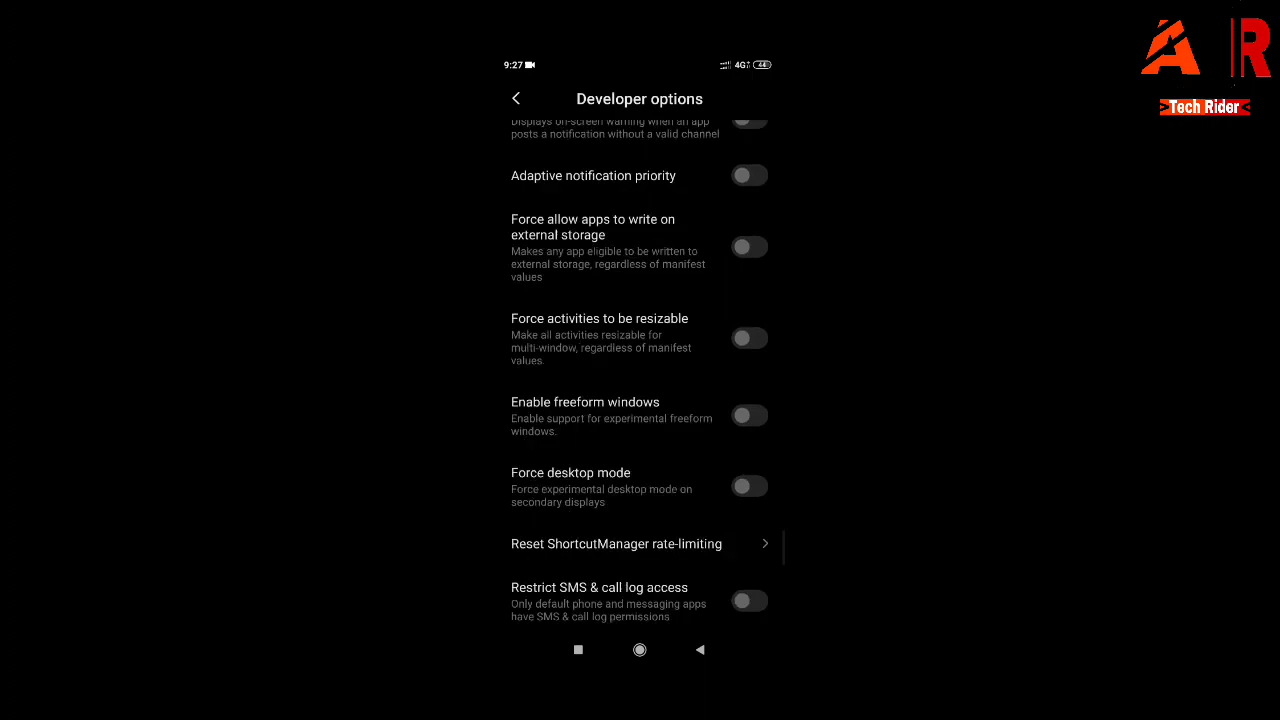 A R
>Tech Rider<
9:27
4G
44
Developer options
Displays on-screen warning when an app
posts a notification without a valid channel
Adaptive notification priority
Force allow apps to write on
external storage
Makes any app eligible to be written to
external storage, regardless of manifest
values
Force activities to be resizable
Make all activities resizable for
multi-window, regardless of manifest
values.
Enable freeform windows
Enable support for experimental freeform
windows.
Force desktop mode
Force experimental desktop mode on
secondary displays
Reset ShortcutManager rate-limiting
Restrict SMS & call log access
Only default phone and messaging apps
have SMS & call log permissions